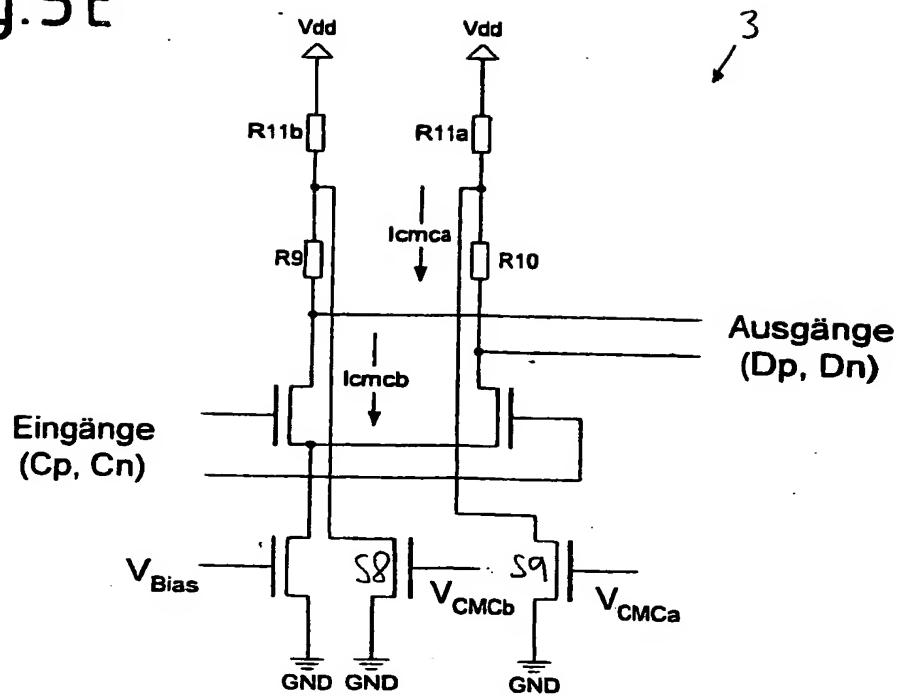 g.5c
Vdd Vdd 3
R11b R11a
Icmca
R9 R10
Ausgänge
(Dp, Dn)
Icmcb
Eingänge
(Cp, Cn)
VBias S8 VCMCb S9 VCMCa
GND GND GND